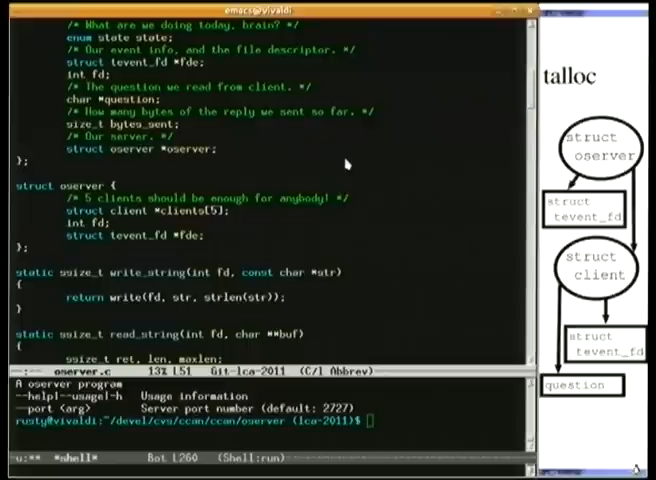 emacs@vivaldi
/* What are we doing today, brain? */
enum state state;
/* Our event info, and the file descriptor. */
struct tevent_fd *fde;
int fd;
/* The question we read from client. */
char *question;
/* How many bytes of the reply we sent so far. */
size_t bytes_sent;
/* Our server. */
struct oserver *oserver;
};
struct oserver {
/* 5 clients should be enough for anybody! */
struct client *clients[5];
int fd;
struct tevent_fd *fde;
};
static ssize_t write_string(int fd, const char *str)
{
return write(fd, str, strlen(str));
}
static ssize_t read_string(int fd, char **buf)
{
ssize_t ret, len, maxlen;
-:--- oserver.c 13% L51 Git-lca-2011 (C/l Abbrev)
A oserver program
--help|--usage|-h Usage information
--port <arg> Server port number (default: 2727)
rusty@vivaldi:~/devel/cvs/ccan/ccan/oserver (lca-2011)$
u:** *shell* Bot L260 (Shell:run)
talloc
struct
oserver
struct
tevent_fd
struct
client
struct
tevent_fd
question